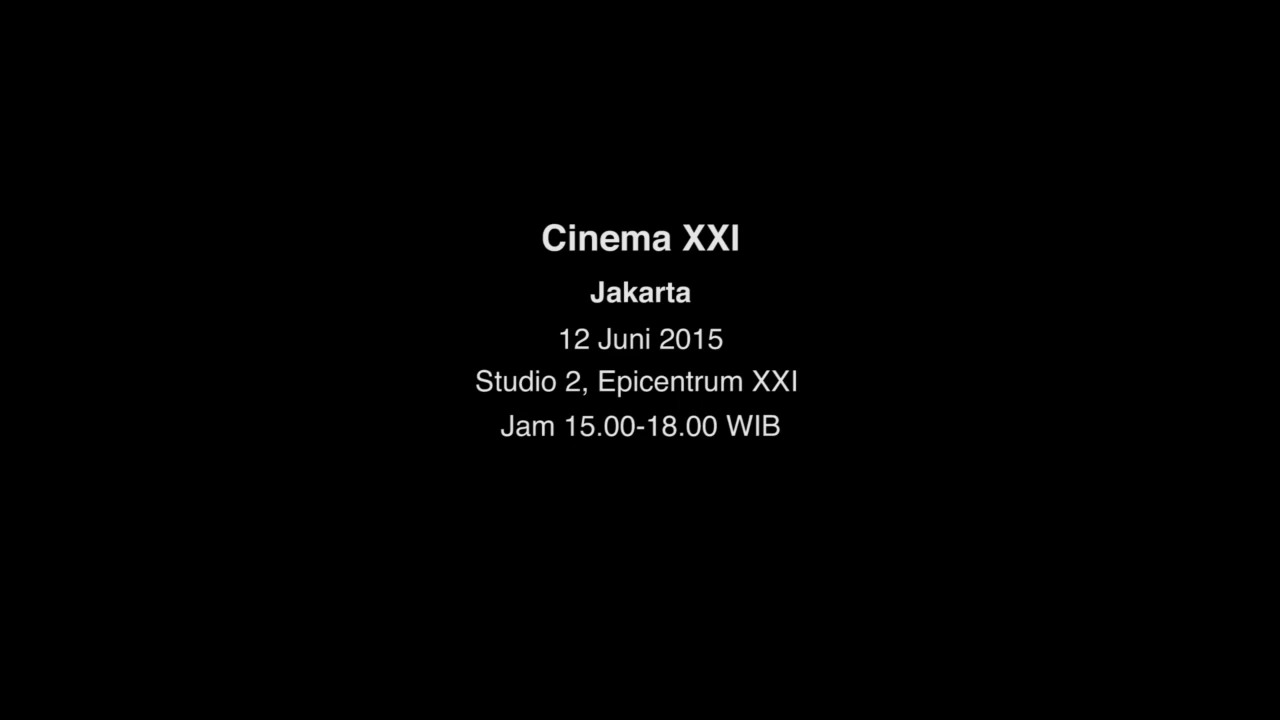 Cinema XXI
Jakarta
12 Juni 2015
Studio 2, Epicentrum XXI
Jam 15.00-18.00 WIB